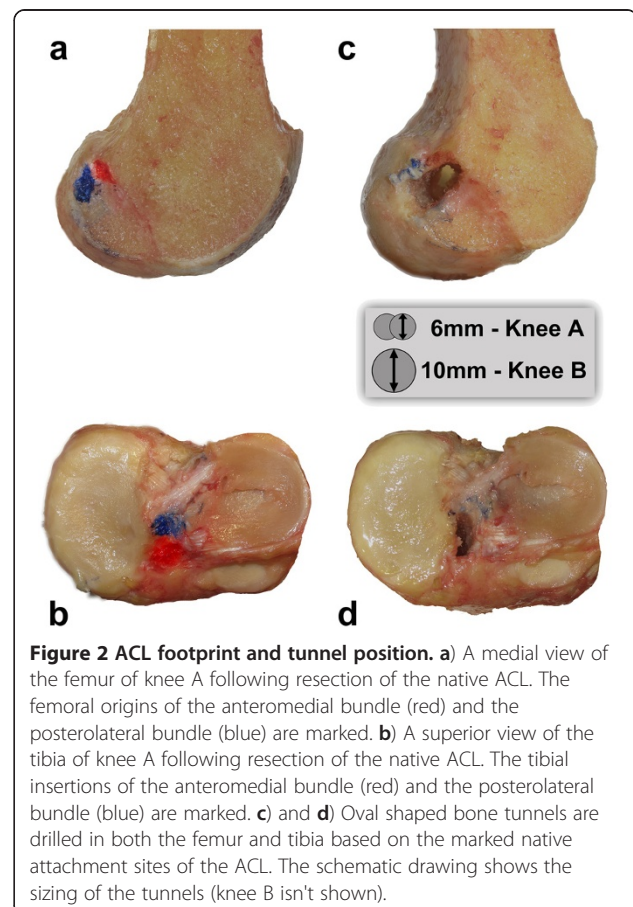 a
c
6mm - Knee A
10mm - Knee B
b
d
Figure 2 ACL footprint and tunnel position. a) A medial view of
the femur of knee A following resection of the native ACL. The
femoral origins of the anteromedial bundle (red) and the
posterolateral bundle (blue) are marked. b) A superior view of the
tibia of knee A following resection of the native ACL. The tibial
insertions of the anteromedial bundle (red) and the posterolateral
bundle (blue) are marked. c) and d) Oval shaped bone tunnels are
drilled in both the femur and tibia based on the marked native
attachment sites of the ACL. The schematic drawing shows the
sizing of the tunnels (knee B isn't shown).